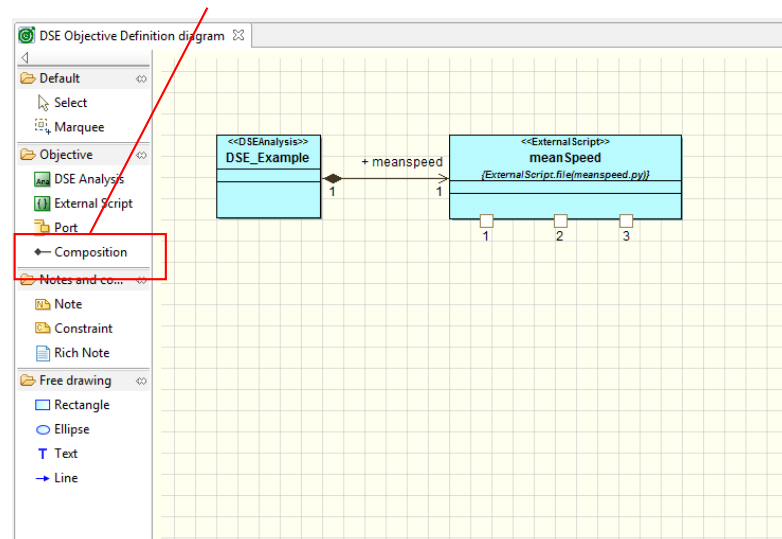 DSE Objective Definition diagram
Default
Select
Marquee
Objective
DSE Analysis
External Script
Port
Composition
Notes and co...
Note
Constraint
Rich Note
Free drawing
Rectangle
Ellipse
Text
Line
<<DSEAnalysis>>
DSE_Example
+ meanspeed
1
1
<<ExternalScript>>
meanSpeed
{ExternalScript.file(meanspeed.py)}
1
2
3